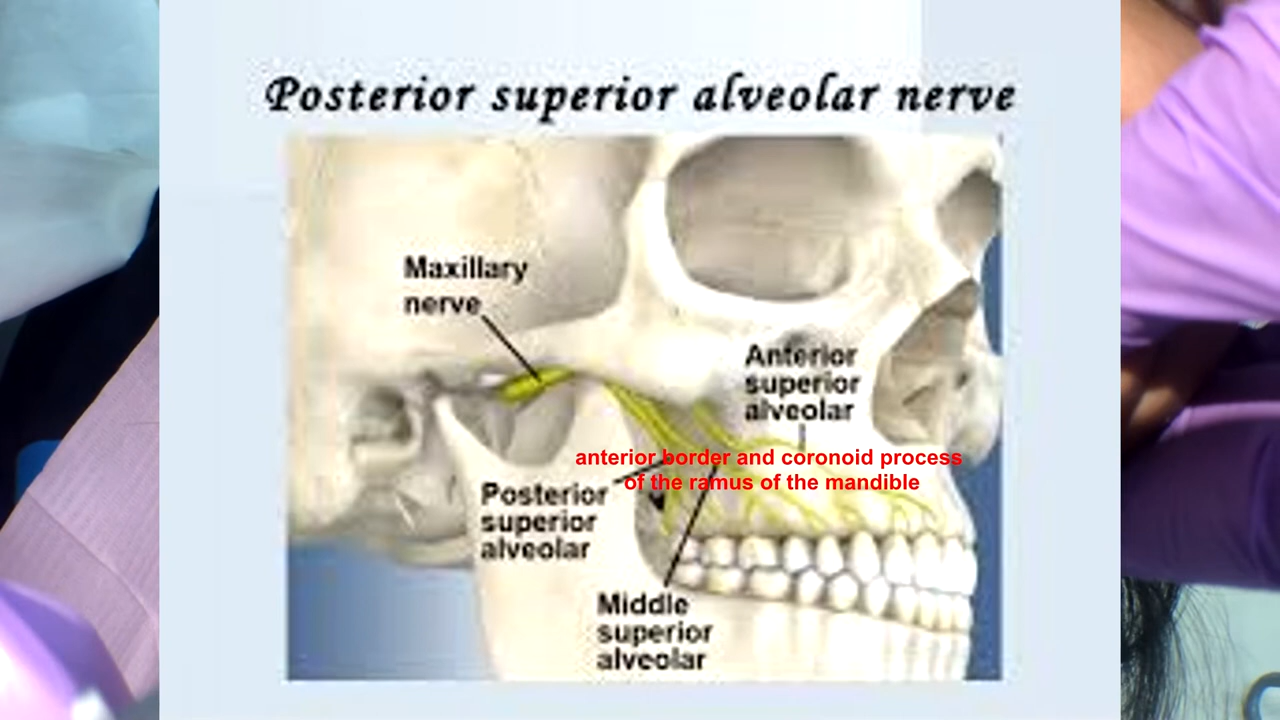 Posterior superior alveolar nerve
Maxillary
nerve
Anterior
superior
alveolar
anterior border and coronoid process
of the ramus of the mandible
Posterior
superior
alveolar
Middle
superior
alveolar